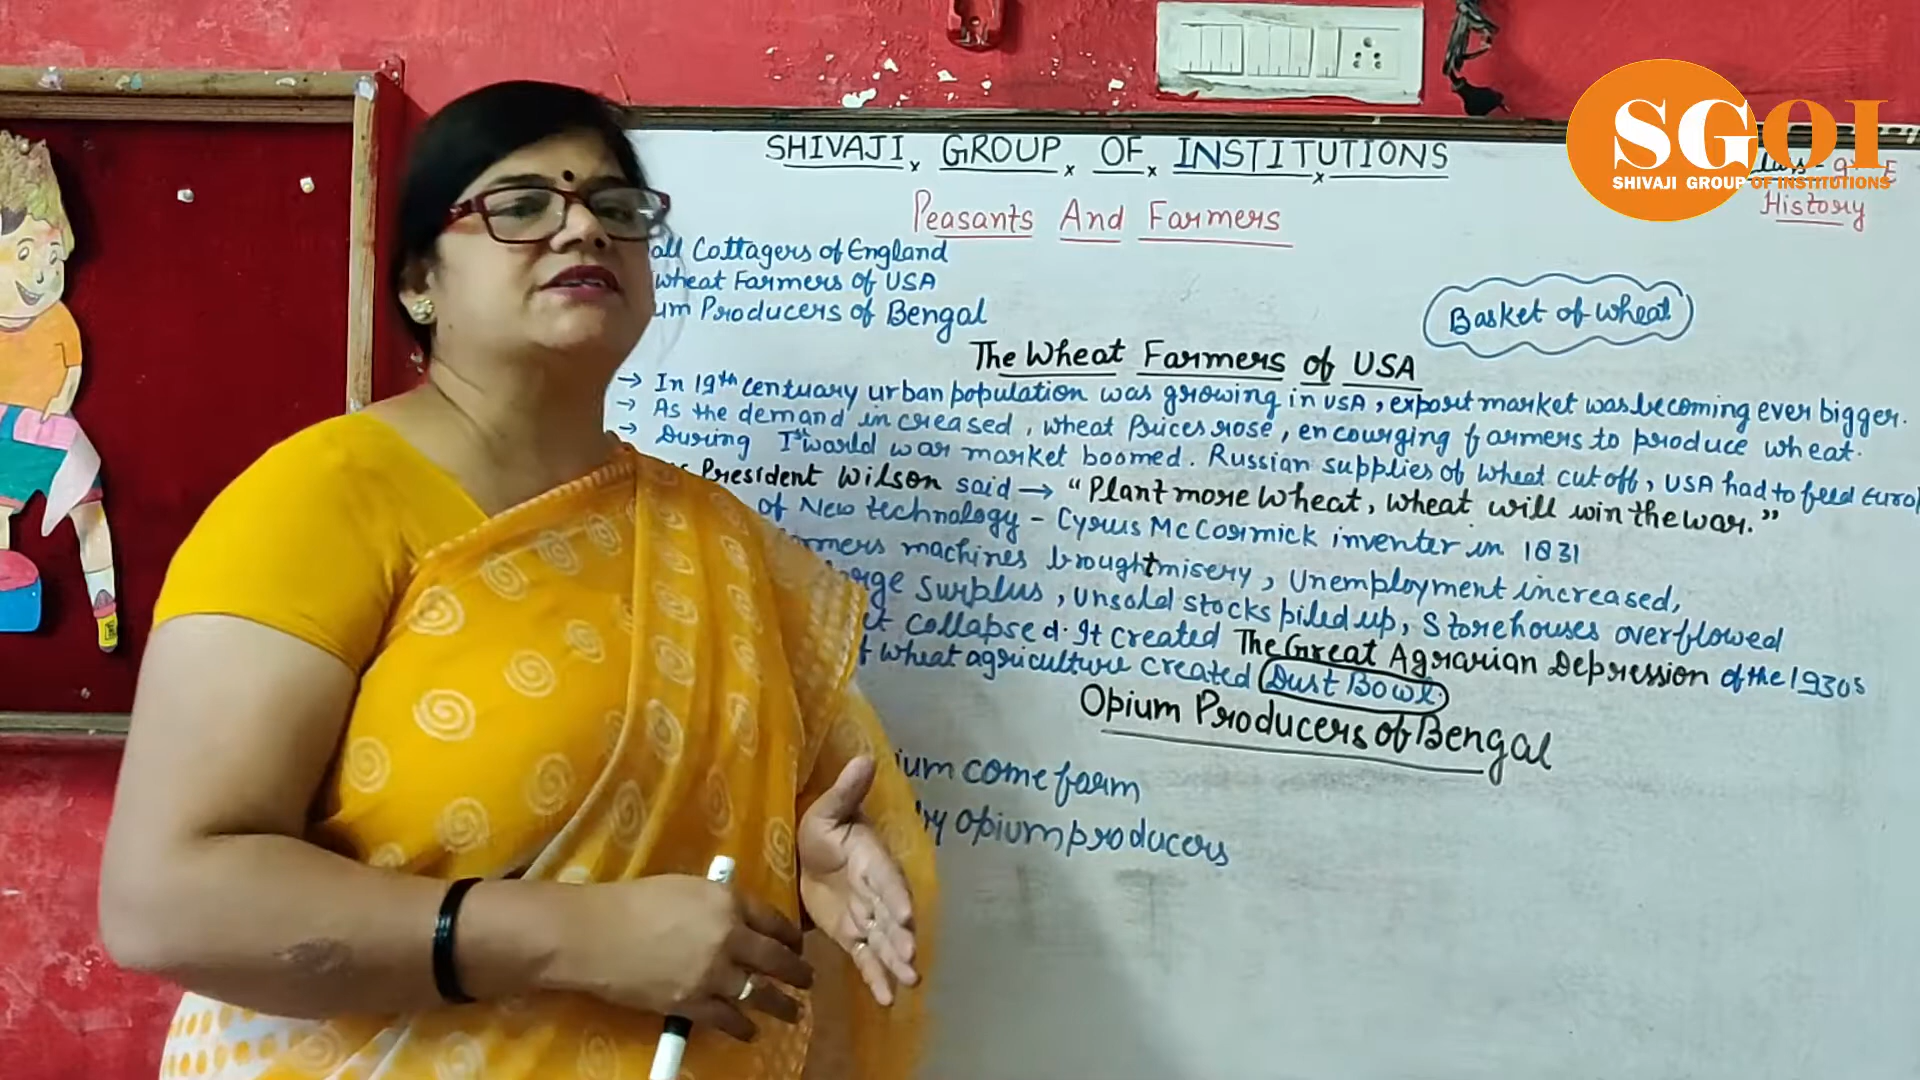 SHIVAJI GROUP OF INSTITUTIONS
SGOI
SHIVAJI GROUP OF INSTITUTIONS
History
Peasants And Farmers
all Cottagers of England
wheat Farmers of USA
um Producers of Bengal
Basket of wheat
The Wheat Farmers of USA
→ In 19th centuary urban population was growing in USA, export market was becoming ever bigger.
→ As the demand increased, wheat prices rose, encourging farmers to produce wheat.
→ During Ist world war market boomed. Russian supplies of wheat cut off, USA had to feed Europ
President Wilson said → "Plant more wheat, wheat will win the war."
of New technology - Cyrus McCormick inventer in 1831
armers machines brought misery, Unemployment increased,
arge Surplus, unsold stocks piled up, Storehouses overflowed
et collapsed. It created The Great Agrarian Depression of the 1930s
f wheat agriculture created Dust Bowl.
Opium Producers of Bengal
ium come farm
by opium producers